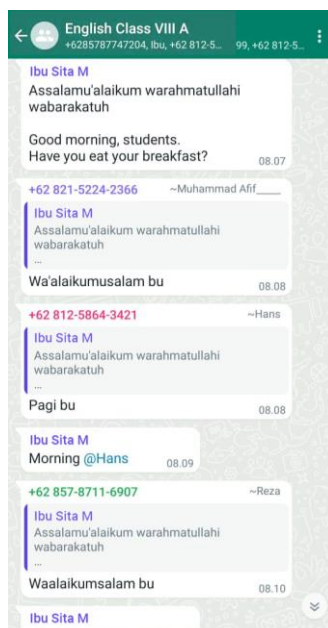 English Class VIII A
+6285787747204, Ibu, +62 812-5... 99, +62 812-5...
Ibu Sita M
Assalamu'alaikum warahmatullahi
wabarakatuh
Good morning, students.
Have you eat your breakfast?
08.07
+62 821-5224-2366 ~Muhammad Afif____
Ibu Sita M
Assalamu'alaikum warahmatullahi
wabarakatuh
...
Wa'alaikumusalam bu
08.08
+62 812-5864-3421 ~Hans
Ibu Sita M
Assalamu'alaikum warahmatullahi
wabarakatuh
...
Pagi bu
08.08
Ibu Sita M
Morning @Hans 08.09
+62 857-8711-6907 ~Reza
Ibu Sita M
Assalamu'alaikum warahmatullahi
wabarakatuh
...
Waalaikumsalam bu
08.10
Ibu Sita M